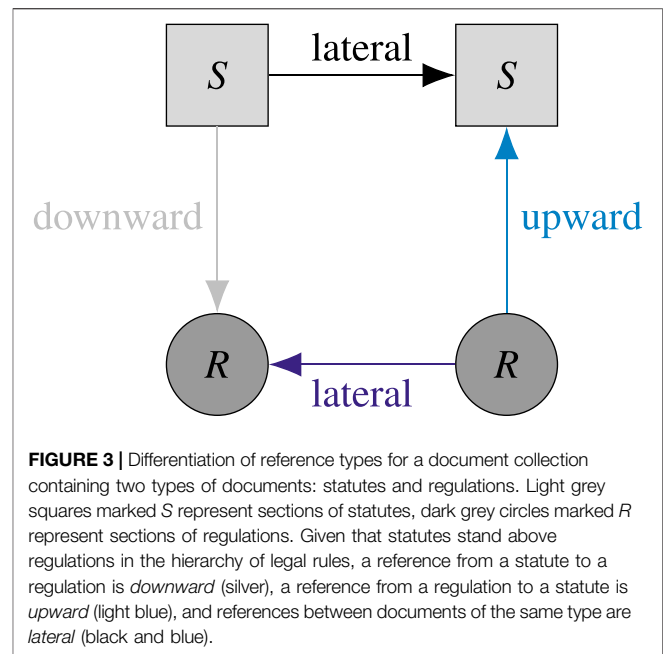 lateral
S
S
downward
upward
R
R
lateral
FIGURE 3 | Differentiation of reference types for a document collection
containing two types of documents: statutes and regulations. Light grey
squares marked S represent sections of statutes, dark grey circles marked R
represent sections of regulations. Given that statutes stand above
regulations in the hierarchy of legal rules, a reference from a statute to a
regulation is downward (silver), a reference from a regulation to a statute is
upward (light blue), and references between documents of the same type are
lateral (black and blue).